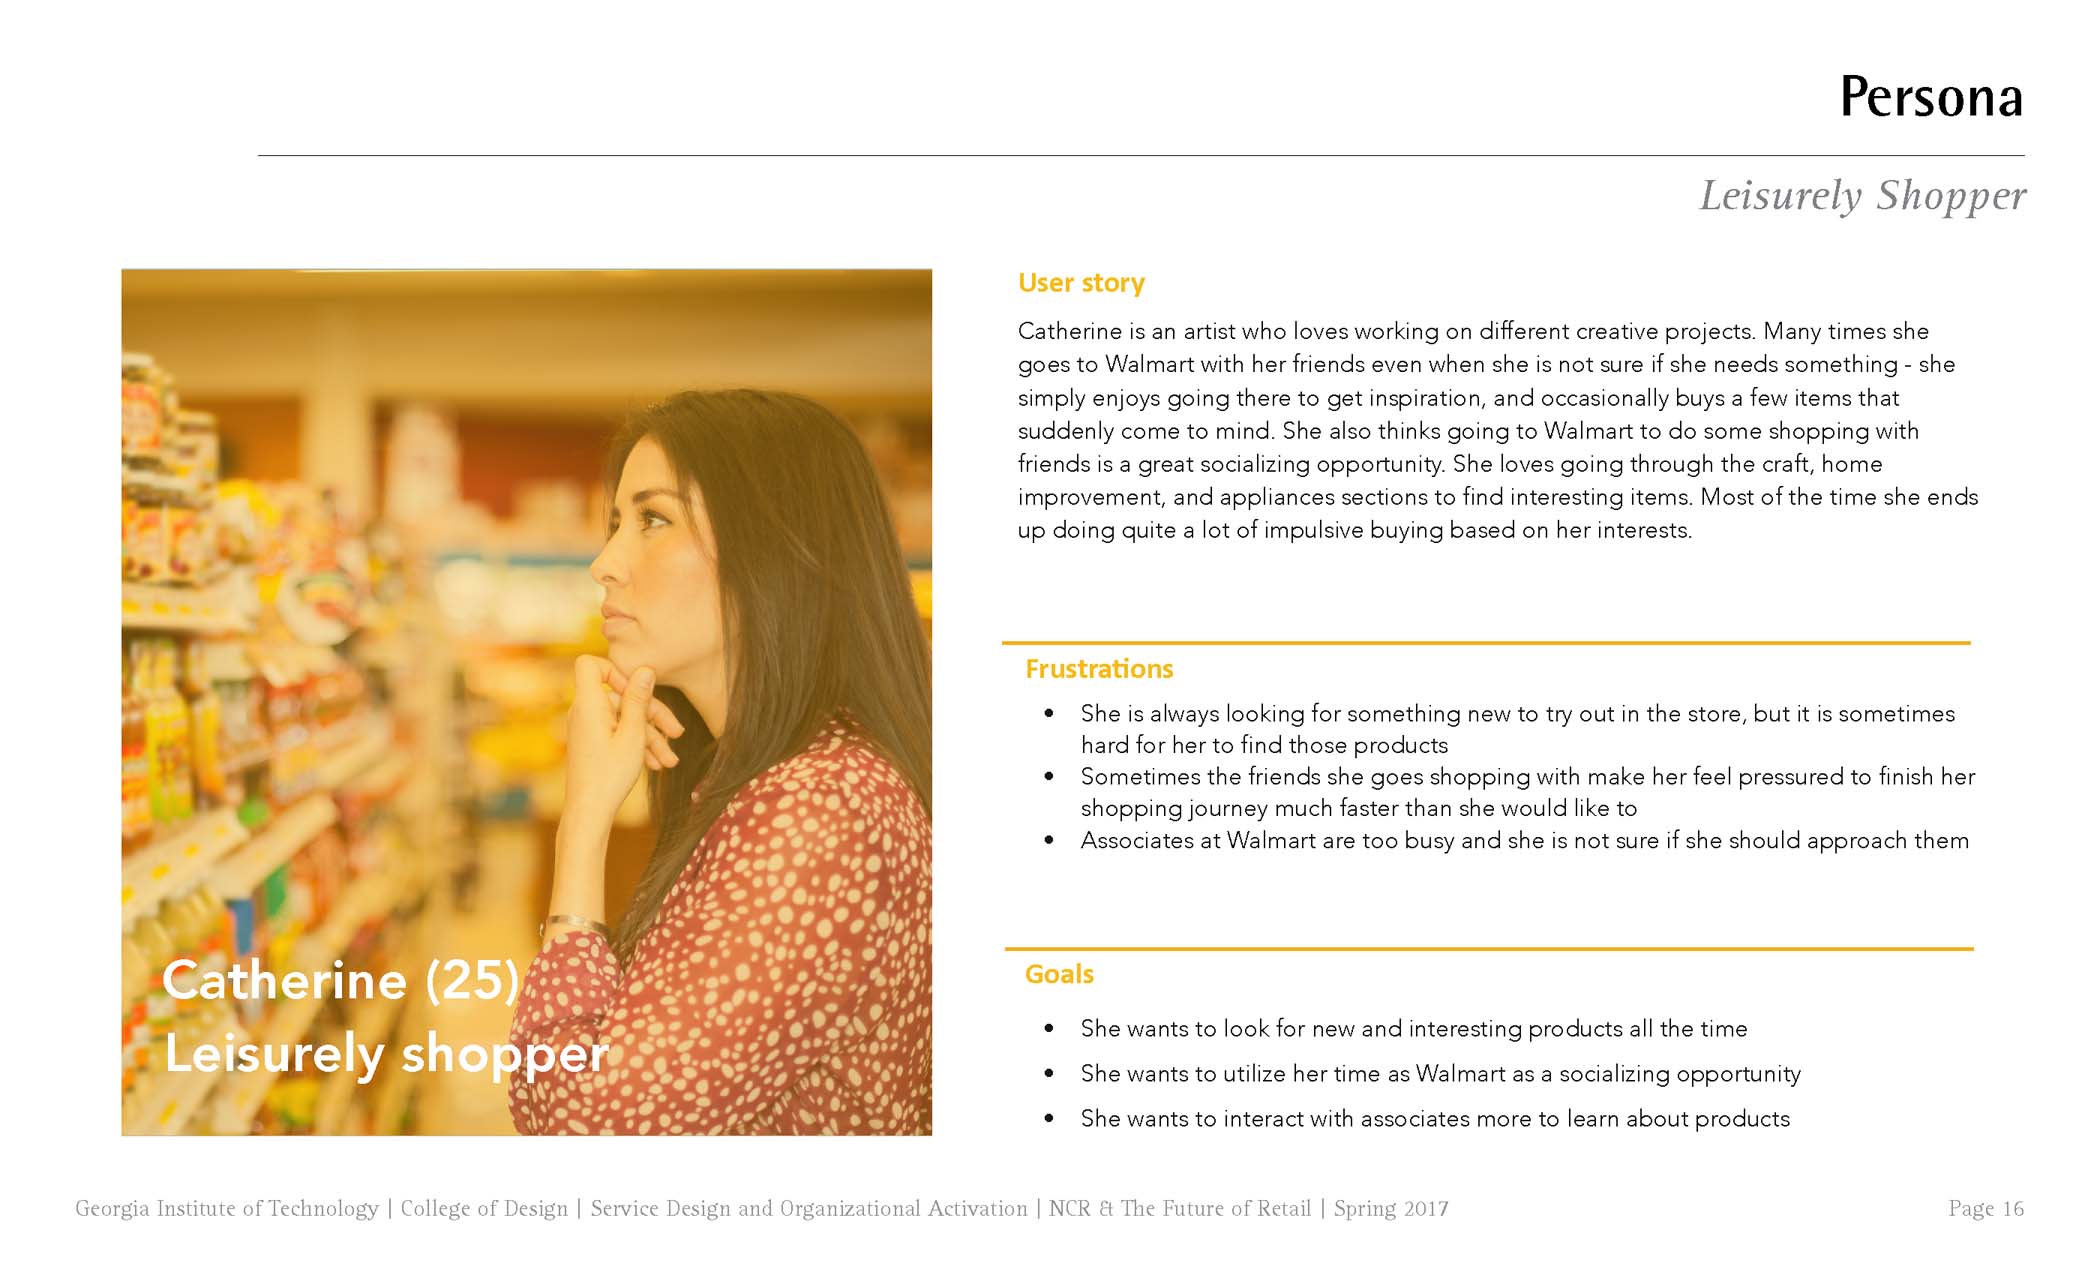 Persona
Leisurely Shopper
Catherine (25)
Leisurely shopper
User story
Catherine is an artist who loves working on different creative projects. Many times she
goes to Walmart with her friends even when she is not sure if she needs something - she
simply enjoys going there to get inspiration, and occasionally buys a few items that
suddenly come to mind. She also thinks going to Walmart to do some shopping with
friends is a great socializing opportunity. She loves going through the craft, home
improvement, and appliances sections to find interesting items. Most of the time she ends
up doing quite a lot of impulsive buying based on her interests.
Frustrations
• She is always looking for something new to try out in the store, but it is sometimes
hard for her to find those products
• Sometimes the friends she goes shopping with make her feel pressured to finish her
shopping journey much faster than she would like to
• Associates at Walmart are too busy and she is not sure if she should approach them
Goals
• She wants to look for new and interesting products all the time
• She wants to utilize her time as Walmart as a socializing opportunity
• She wants to interact with associates more to learn about products
Georgia Institute of Technology | College of Design | Service Design and Organizational Activation | NCR & The Future of Retail | Spring 2017
Page 16